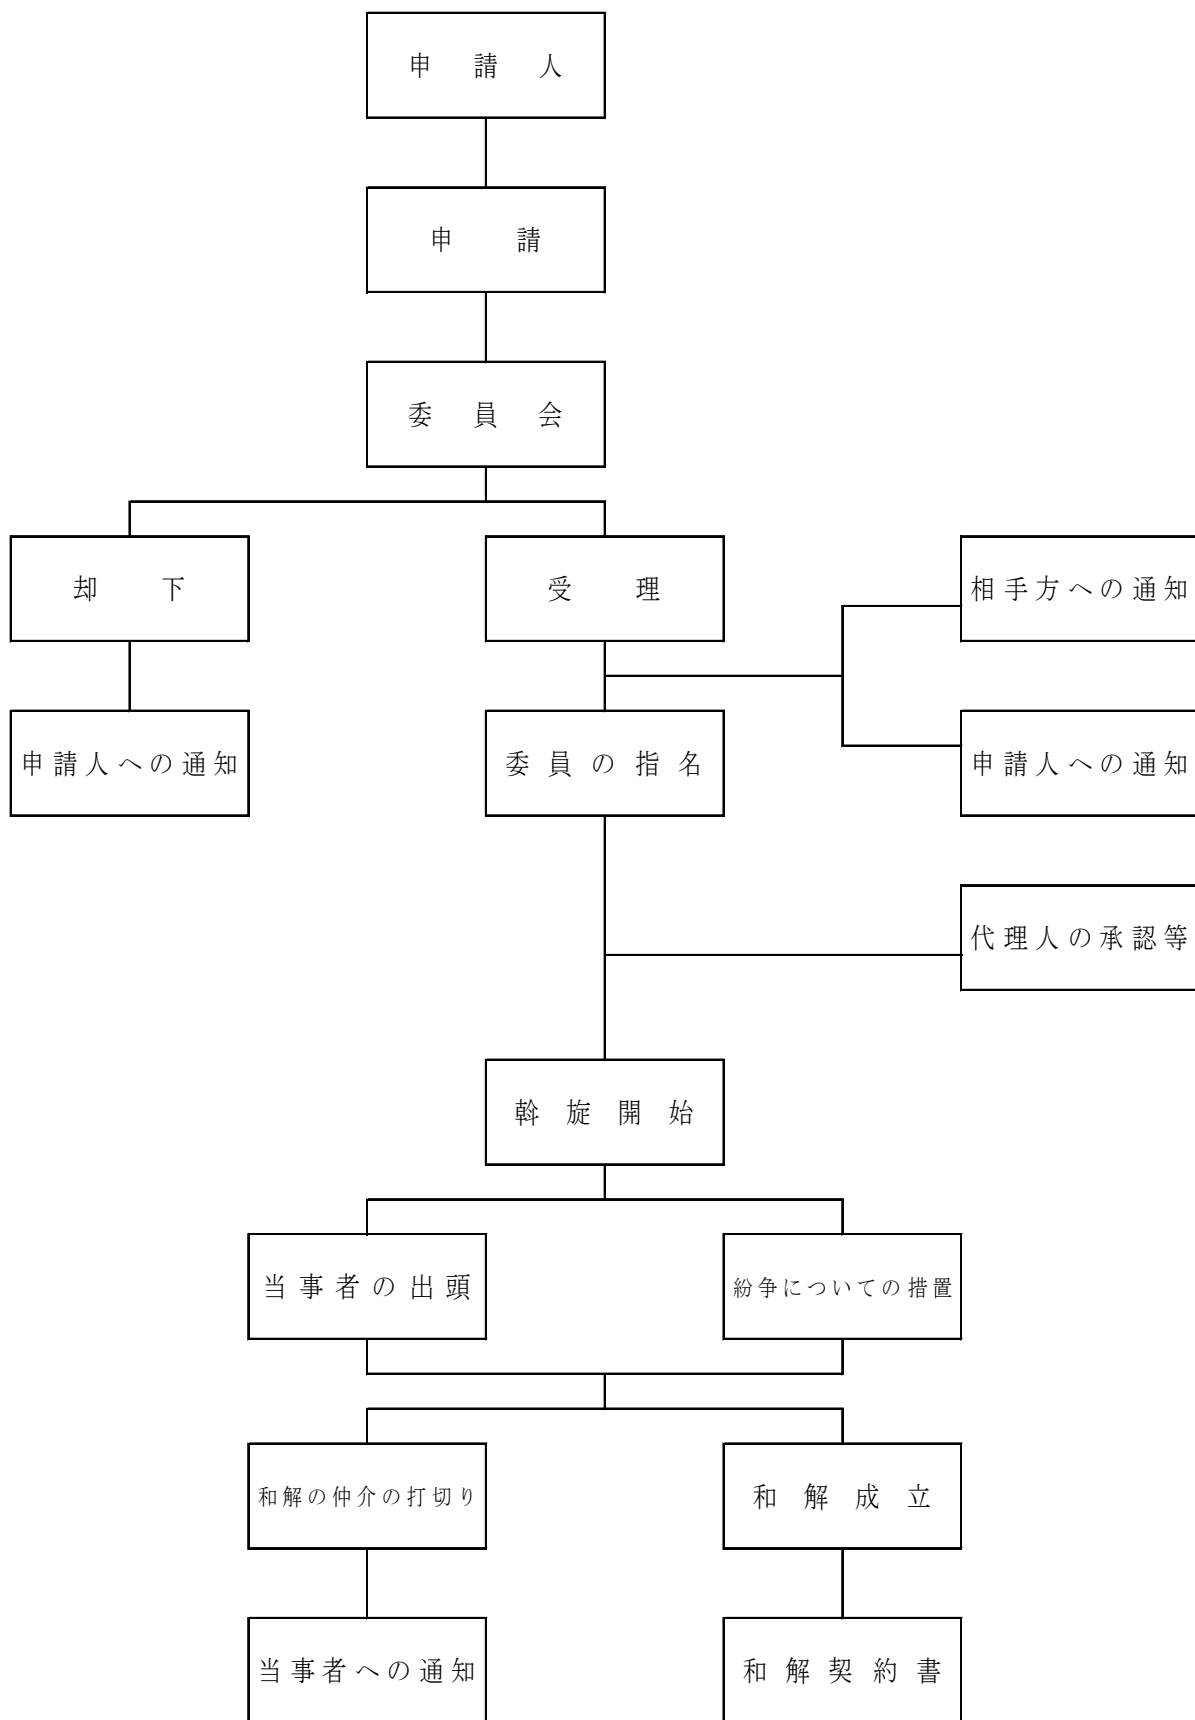 申請人
申請
委員会
却下
受理
相手方への通知
申請人への通知
委員の指名
申請人への通知
代理人の承認等
斡旋開始
当事者の出頭
紛争についての措置
和解の仲介の打切り
和解成立
当事者への通知
和解契約書